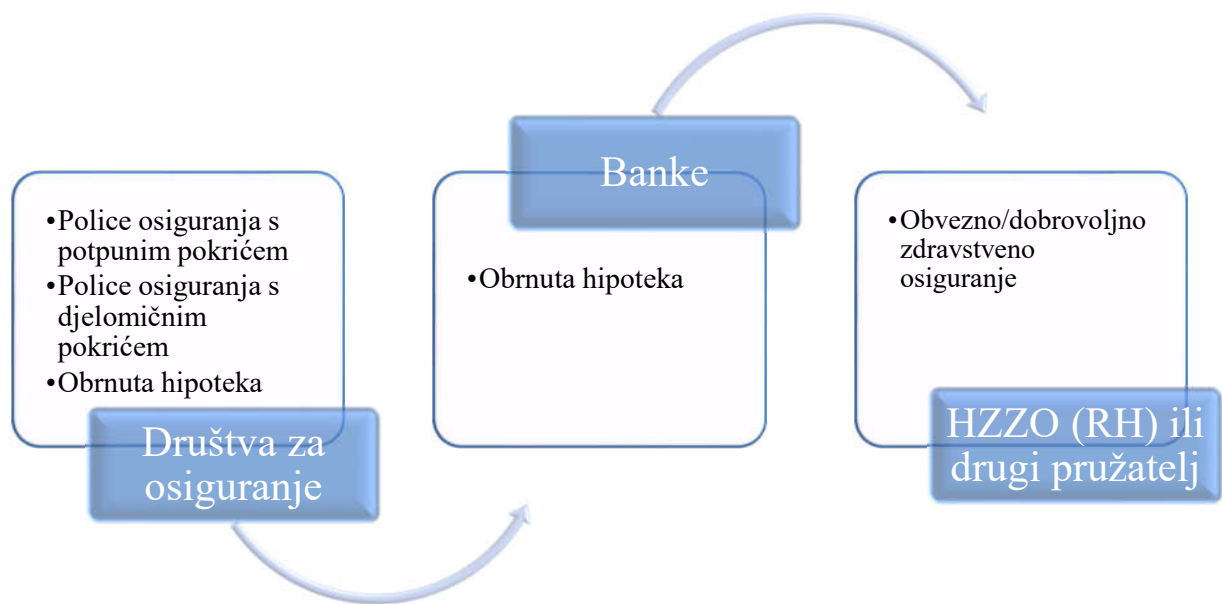 •Police osiguranja s
potpunim pokrićem
•Police osiguranja s
djelomičnim
pokrićem
•Obrnuta hipoteka
Društva za
osiguranje
Banke
•Obrnuta hipoteka
•Obvezno/dobrovoljno
zdravstveno
osiguranje
HZZO (RH) ili
drugi pružatelj